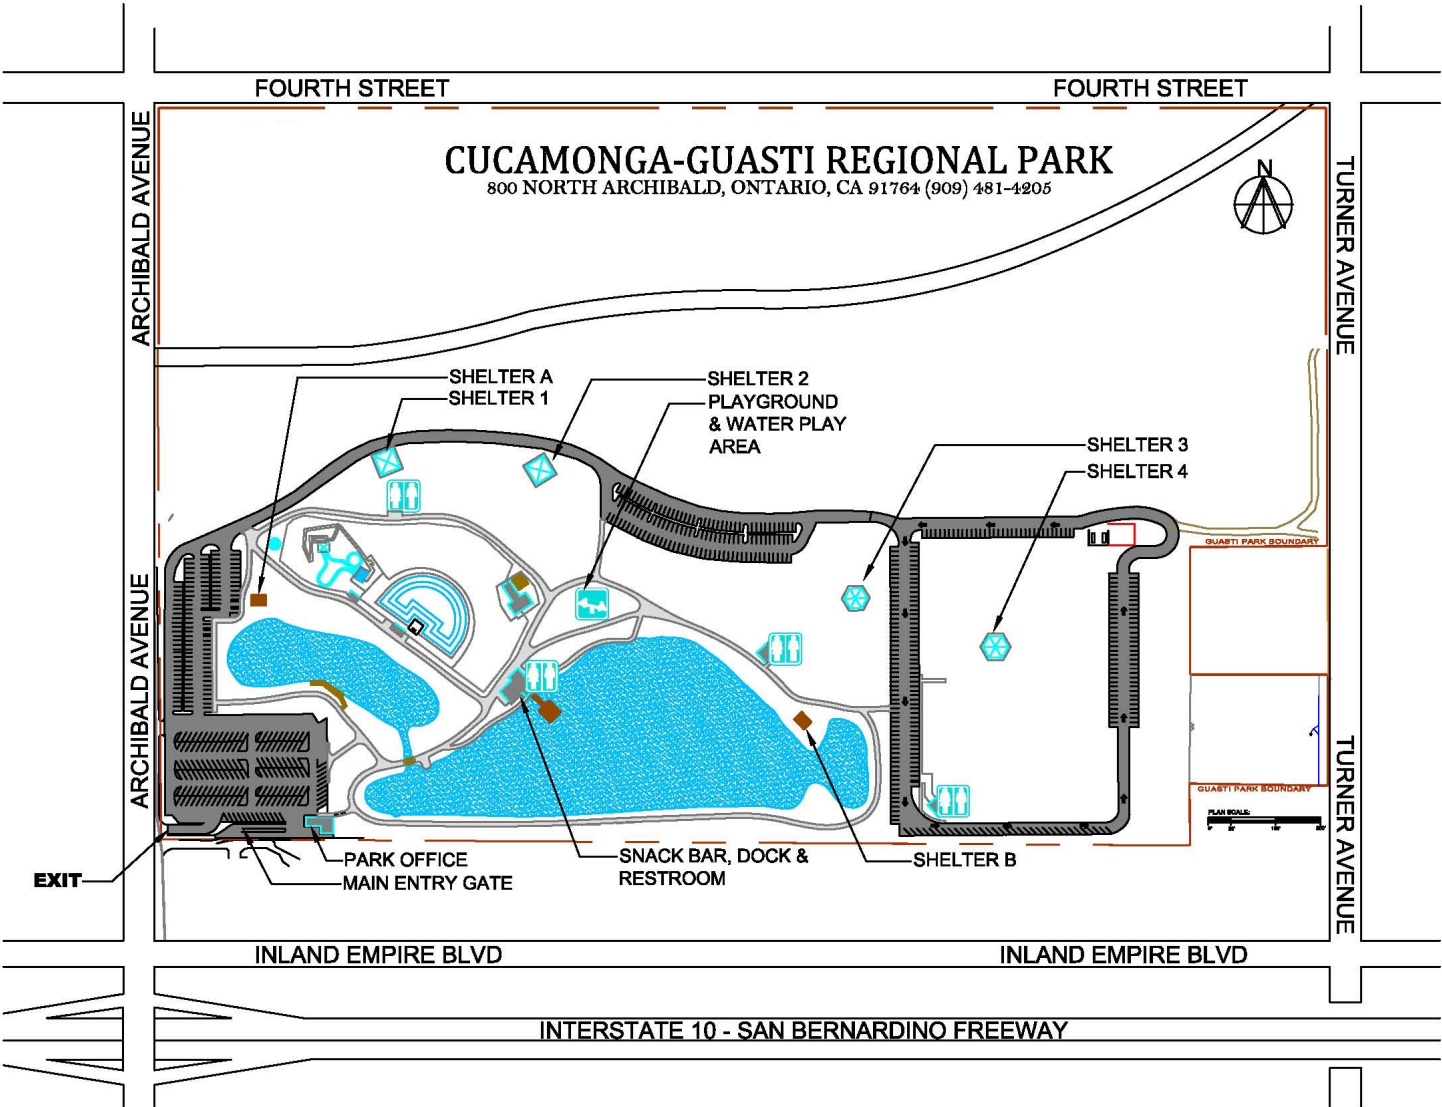 FOURTH STREET
FOURTH STREET
ARCHIBALD AVENUE
CUCAMONGA-GUASTI REGIONAL PARK
800 NORTH ARCHIBALD, ONTARIO, CA 91764 (909) 481-4205
N
TURNER AVENUE
SHELTER A
SHELTER 1
SHELTER 2
PLAYGROUND
& WATER PLAY
AREA
SHELTER 3
SHELTER 4
GUASTI PARK BOUNDARY
ARCHIBALD AVENUE
TURNER AVENUE
GUASTI PARK BOUNDARY
PLAN SCALE:
EXIT
PARK OFFICE
MAIN ENTRY GATE
SNACK BAR, DOCK &
RESTROOM
SHELTER B
INLAND EMPIRE BLVD
INLAND EMPIRE BLVD
INTERSTATE 10 - SAN BERNARDINO FREEWAY